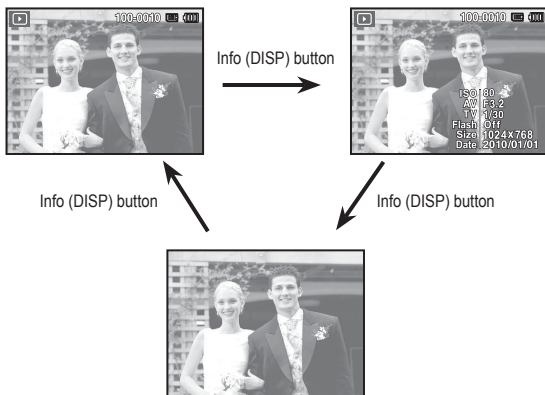 100-0010
100-0010
Info (DISP) button
ISO 80
AV F3.2
TV 1/30
Flash Off
Size 1024X768
Date 2010/01/01
Info (DISP) button
Info (DISP) button